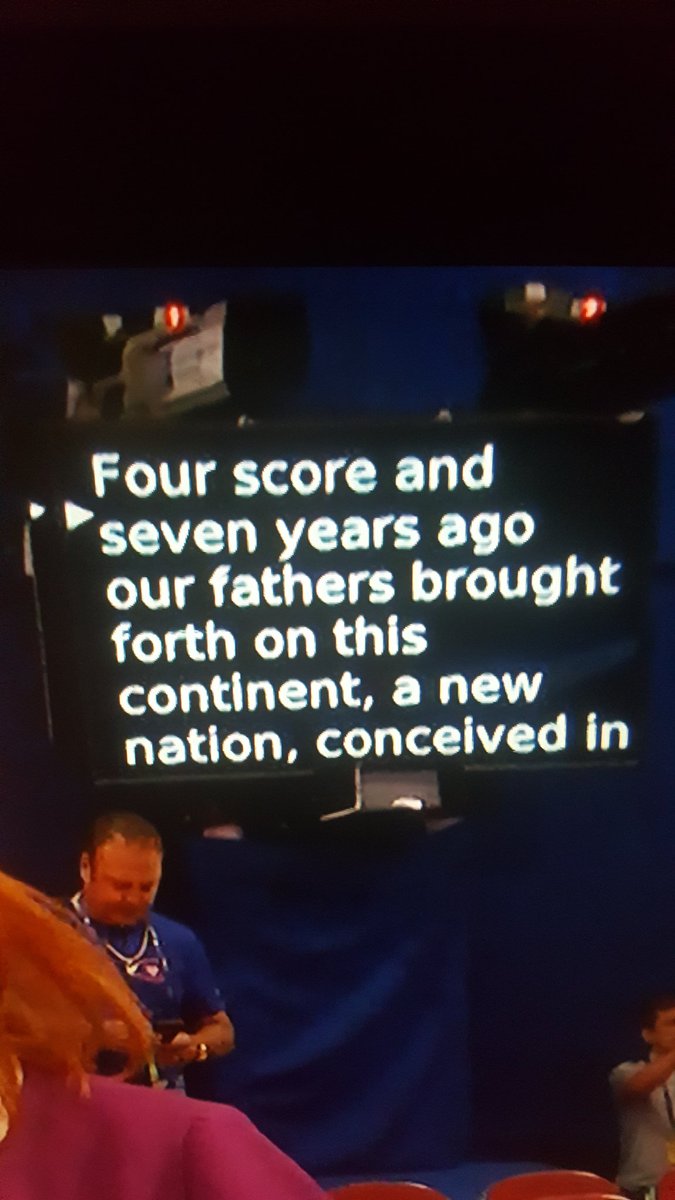 Four score and
seven years ago
our fathers brought
forth on this
continent, a new
nation, conceived in